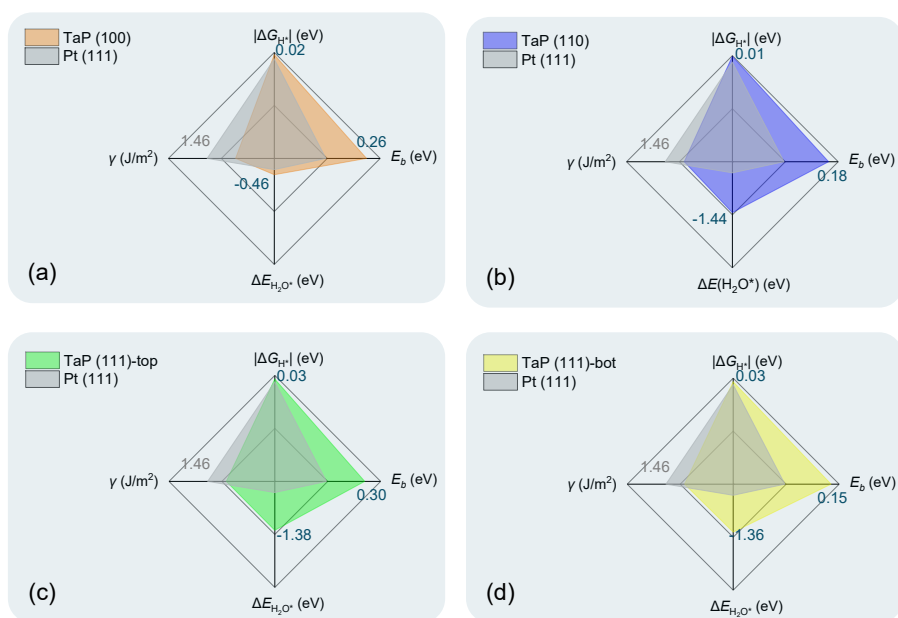 TaP (100)
Pt (111)
|ΔG_H*| (eV)
0.02
1.46
0.26
γ (J/m²)
E_b (eV)
-0.46
ΔE_H₂O* (eV)
(a)
TaP (110)
Pt (111)
|ΔG_H*| (eV)
0.01
1.46
γ (J/m²)
E_b (eV)
0.18
-1.44
ΔE(H₂O*) (eV)
(b)
TaP (111)-top
Pt (111)
|ΔG_H*| (eV)
0.03
1.46
γ (J/m²)
E_b (eV)
0.30
-1.38
ΔE_H₂O* (eV)
(c)
TaP (111)-bot
Pt (111)
|ΔG_H*| (eV)
0.03
1.46
γ (J/m²)
E_b (eV)
0.15
-1.36
ΔE_H₂O* (eV)
(d)